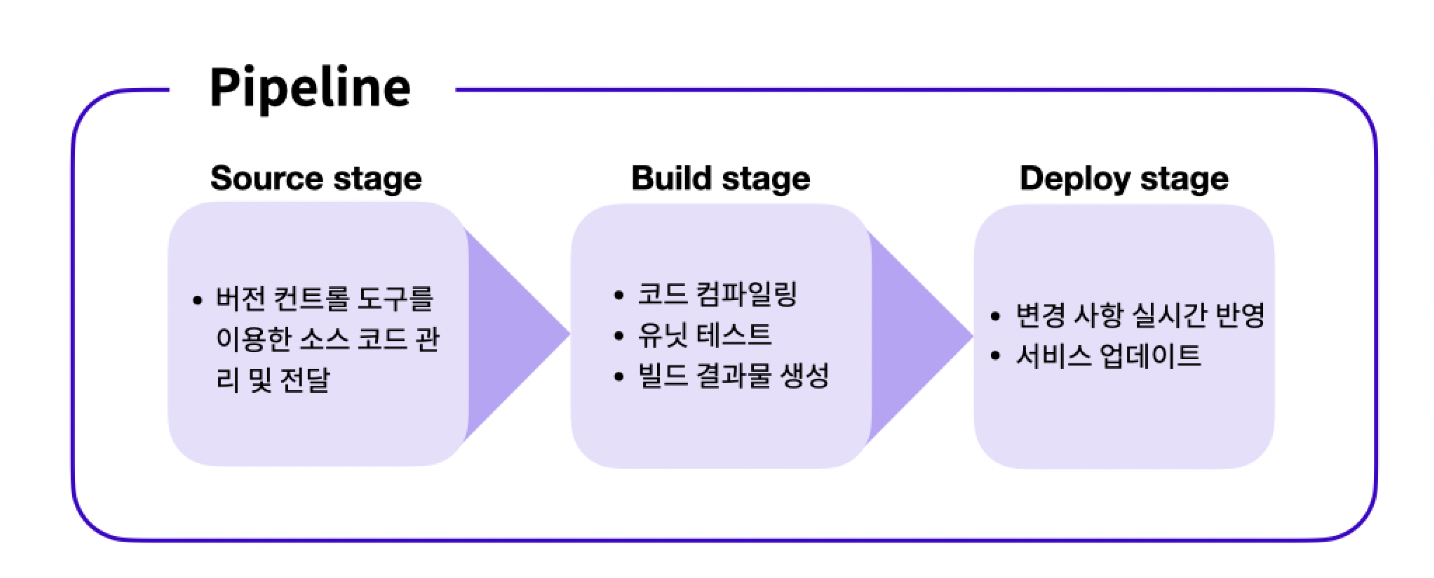 Pipeline
Source stage
• 버전 컨트롤 도구를
이용한 소스 코드 관
리 및 전달
Build stage
• 코드 컴파일링
• 유닛 테스트
• 빌드 결과물 생성
Deploy stage
• 변경 사항 실시간 반영
• 서비스 업데이트